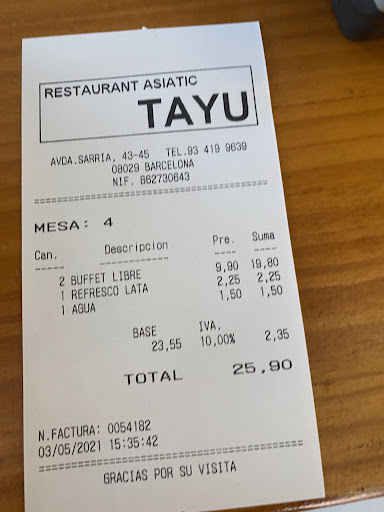 RESTAURANT ASIATIC
TAYU
AVDA.SARRIA, 43-45 TEL.93 419 9639
08029 BARCELONA
NIF. B62730643
==================================
MESA: 4
Can. Descripcion Pre. Suma
----- ----------- ---- ----
2 BUFFET LIBRE 9,90 19,80
1 REFRESCO LATA 2,25 2,25
1 AGUA 1,50 1,50
BASE IVA.
23,55 10,00% 2,35
TOTAL 25,90
N.FACTURA: 0054182
03/05/2021 15:35:42
==================================
GRACIAS POR SU VISITA